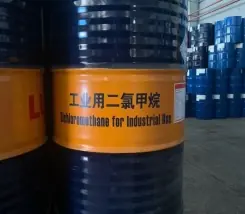 工业用二氯甲烷
Dichloromethane for Industrial Use